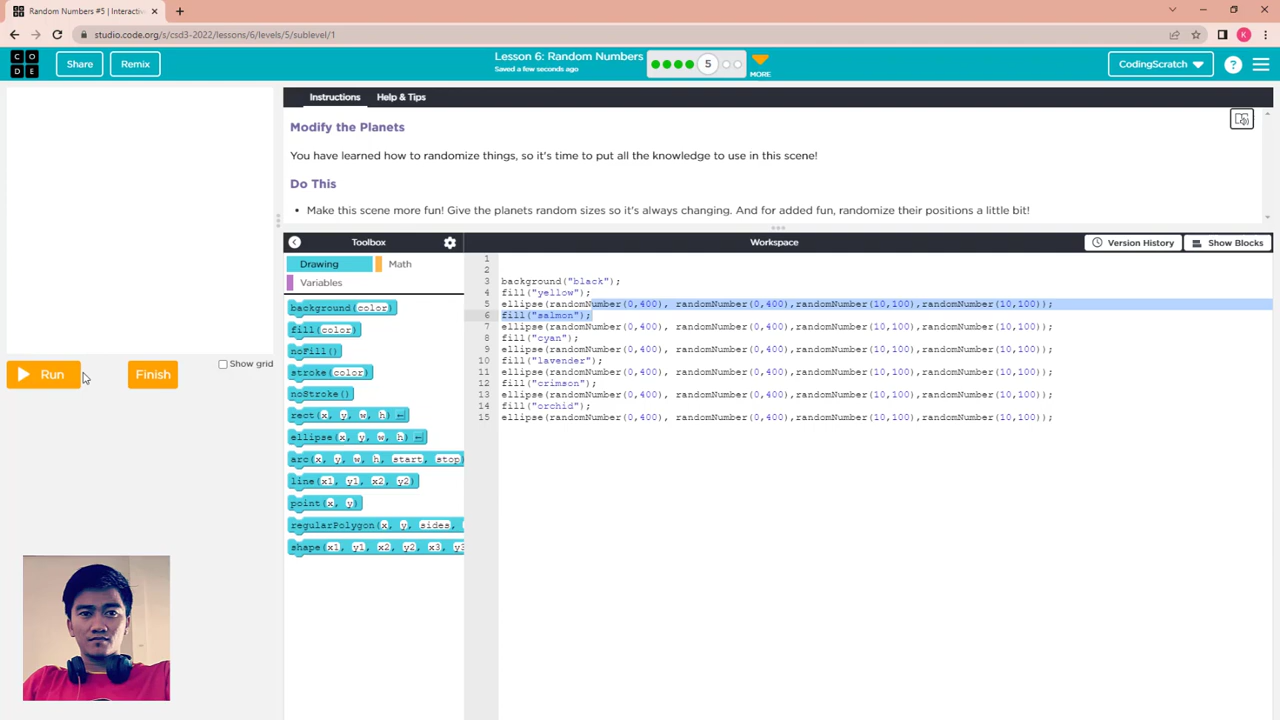 Random Numbers #5 | Interactiv
studio.code.org/s/csd3-2022/lessons/6/levels/5/sublevel/1
K
C O
D E
Share
Remix
Lesson 6: Random Numbers
Saved a few seconds ago
5
MORE
CodingScratch
?
Instructions
Help & Tips
Modify the Planets
You have learned how to randomize things, so it's time to put all the knowledge to use in this scene!
Do This
• Make this scene more fun! Give the planets random sizes so it's always changing. And for added fun, randomize their positions a little bit!
Run
Finish
Show grid
Toolbox
Workspace
Version History
Show Blocks
Drawing
Math
Variables
background(color)
fill(color)
noFill()
stroke(color)
noStroke()
rect(x, y, w, h)
ellipse(x, y, w, h)
arc(x, y, w, h, start, stop)
line(x1, y1, x2, y2)
point(x, y)
regularPolygon(x, y, sides,
shape(x1, y1, x2, y2, x3, y3
1
2
3 background("black");
4 fill("yellow");
5 ellipse(randomNumber(0,400), randomNumber(0,400),randomNumber(10,100),randomNumber(10,100));
6 fill("salmon");
7 ellipse(randomNumber(0,400), randomNumber(0,400),randomNumber(10,100),randomNumber(10,100));
8 fill("cyan");
9 ellipse(randomNumber(0,400), randomNumber(0,400),randomNumber(10,100),randomNumber(10,100));
10 fill("lavender");
11 ellipse(randomNumber(0,400), randomNumber(0,400),randomNumber(10,100),randomNumber(10,100));
12 fill("crimson");
13 ellipse(randomNumber(0,400), randomNumber(0,400),randomNumber(10,100),randomNumber(10,100));
14 fill("orchid");
15 ellipse(randomNumber(0,400), randomNumber(0,400),randomNumber(10,100),randomNumber(10,100));